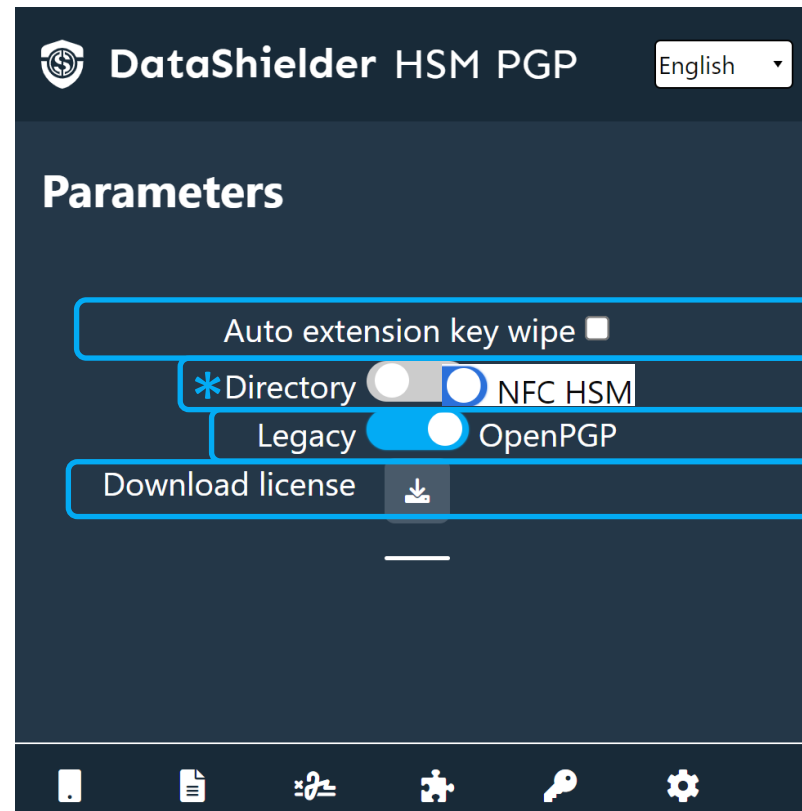 DataShielder HSM PGP
English
Parameters
Auto extension key wipe
*Directory NFC HSM
Legacy OpenPGP
Download license